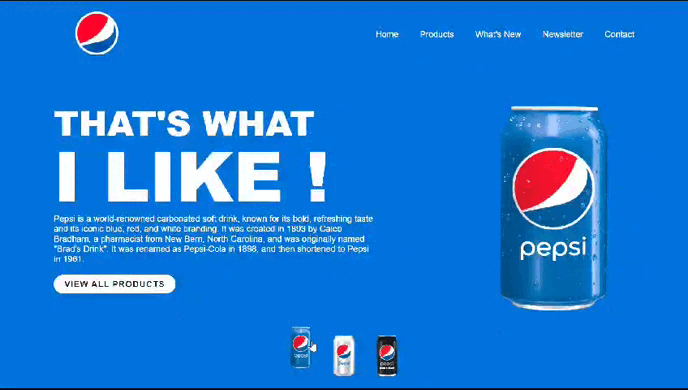 Home Products What's New Newsletter Contact
THAT'S WHAT
I LIKE !
Pepsi is a world-renowned carbonated soft drink, known for its bold, refreshing taste
and its iconic blue, red, and white branding. It was created in 1893 by Caleb
Bradham, a pharmacist from New Bern, North Carolina, and was originally named
"Brad's Drink". It was renamed as Pepsi-Cola in 1898, and then shortened to Pepsi
in 1961.
VIEW ALL PRODUCTS
pepsi
pepsi
pepsi
pepsi